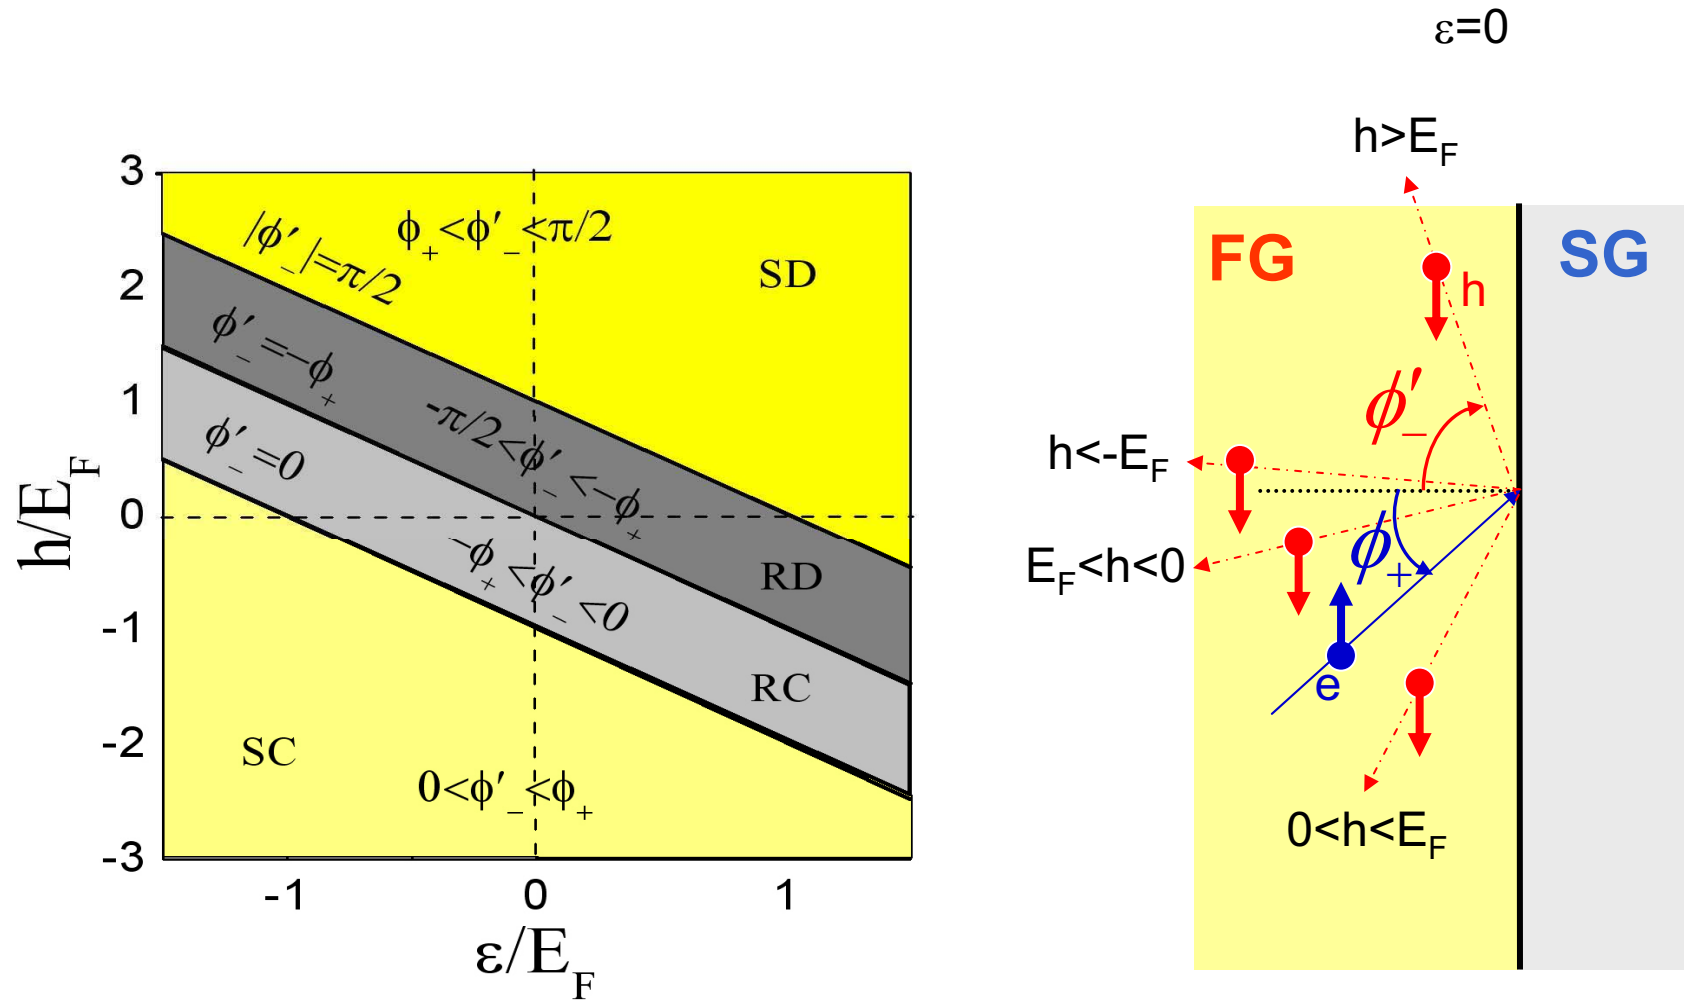 ε=0
h>E_F
3
2
1
0
-1
-2
-3
h/E_F
|ϕ′_−|=π/2
ϕ_+<ϕ′_−<π/2
SD
ϕ′_−=−ϕ_+
-π/2<ϕ′_−<−ϕ_+
ϕ′_−=0
RD
−ϕ_+<ϕ′_−<0
RC
SC
0<ϕ′_−<ϕ_+
-1
0
1
ε/E_F
FG
SG
h
ϕ′_−
h<-E_F
E_F<h<0
ϕ_+
e
0<h<E_F